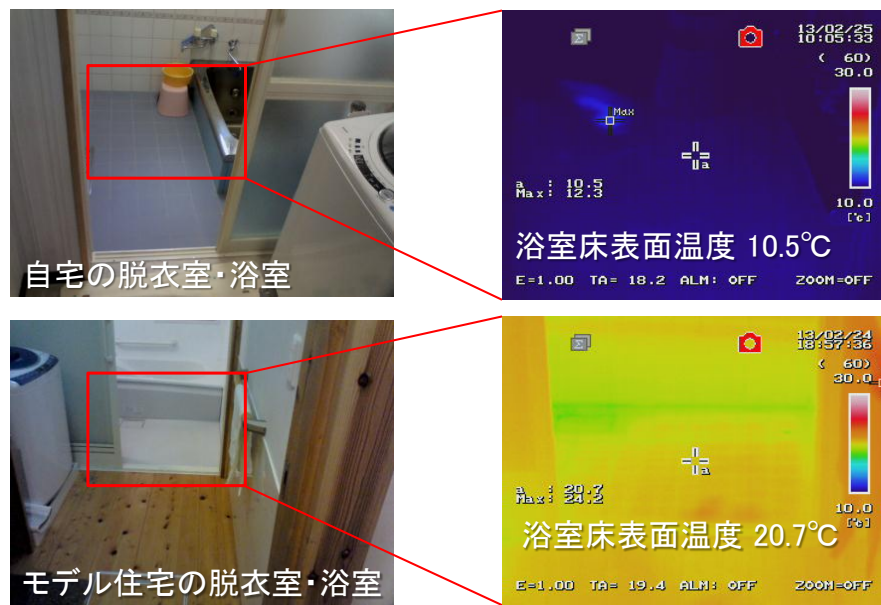 自宅の脱衣室・浴室
13/02/25
10:05:33
( 60)
30.0
Max
a
a : 10.5
Max: 12.3
10.0
[℃]
浴室床表面温度 10.5℃
E=1.00 TA= 18.2 ALM: OFF ZOOM=OFF
モデル住宅の脱衣室・浴室
13/02/24
18:57:36
( 60)
30.0
a
a : 20.7
Max: 24.2
10.0
[℃]
浴室床表面温度 20.7℃
E=1.00 TA= 19.4 ALM: OFF ZOOM=OFF